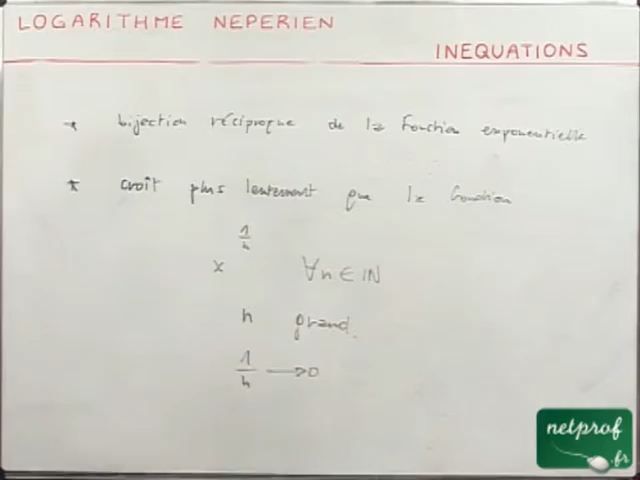 LOGARITHME NEPERIEN
INEQUATIONS
* bijection réciproque de la Fonction exponentielle
* croît plus lentement que la fonction
x^(1/n) ∀n ∈ ℕ
n grand.
1/n → 0
netprof
.fr